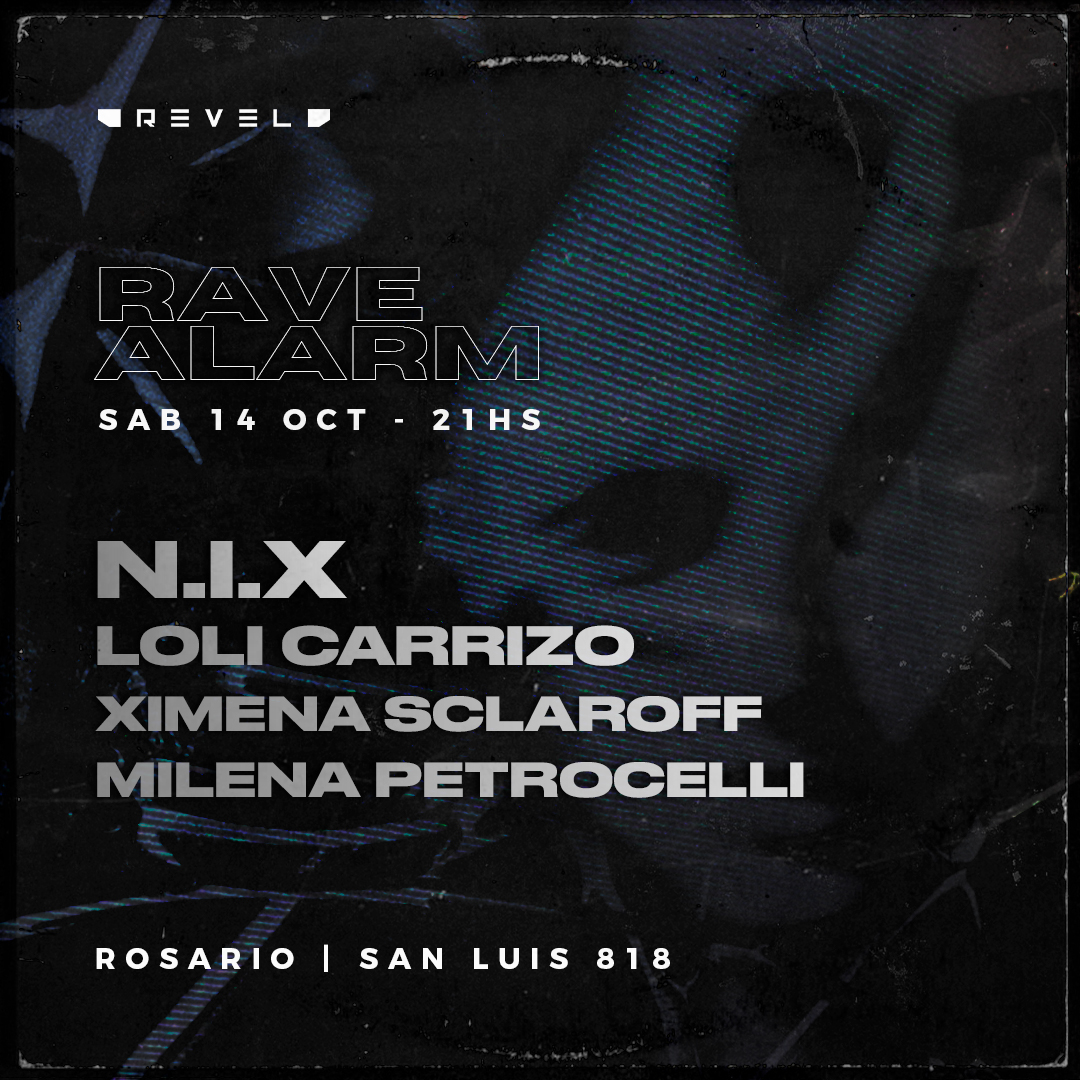 REVEL
RAVE
ALARM
SAB 14 OCT - 21HS
N.I.X
LOLI CARRIZO
XIMENA SCLAROFF
MILENA PETROCELLI
ROSARIO | SAN LUIS 818